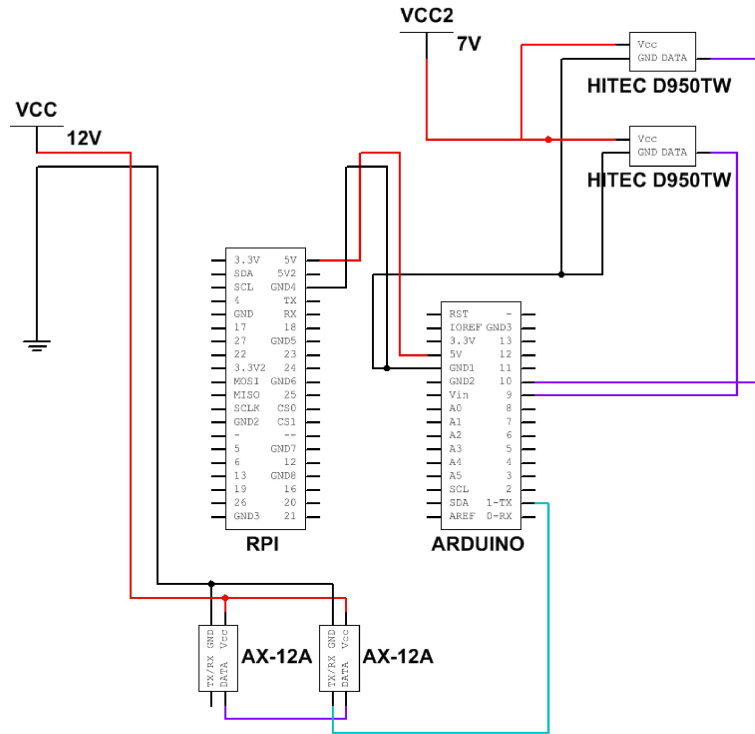 VCC2
7V
Vcc
GND DATA
HITEC D950TW
Vcc
GND DATA
HITEC D950TW
VCC
12V
3.3V 5V
SDA 5V2
SCL GND4
4 TX
GND RX
17 18
27 GND5
22 23
3.3V2 24
MOSI GND6
MISO 25
SCLK CS0
GND2 CS1
- --
5 GND7
6 12
13 GND8
19 16
26 20
GND3 21
RPI
RST -
IOREF GND3
3.3V 13
5V 12
GND1 11
GND2 10
Vin 9
A0 8
A1 7
A2 6
A3 5
A4 4
A5 3
SCL 2
SDA 1-TX
AREF 0-RX
ARDUINO
TX/RX GND
DATA Vcc
AX-12A
TX/RX GND
DATA Vcc
AX-12A